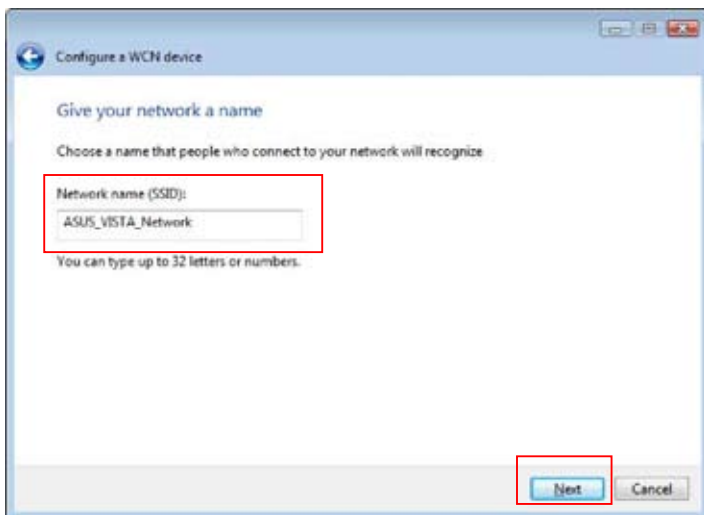 Configure a WCN device
Give your network a name
Choose a name that people who connect to your network will recognize
Network name (SSID):
ASUS_VISTA_Network
You can type up to 32 letters or numbers.
Next
Cancel